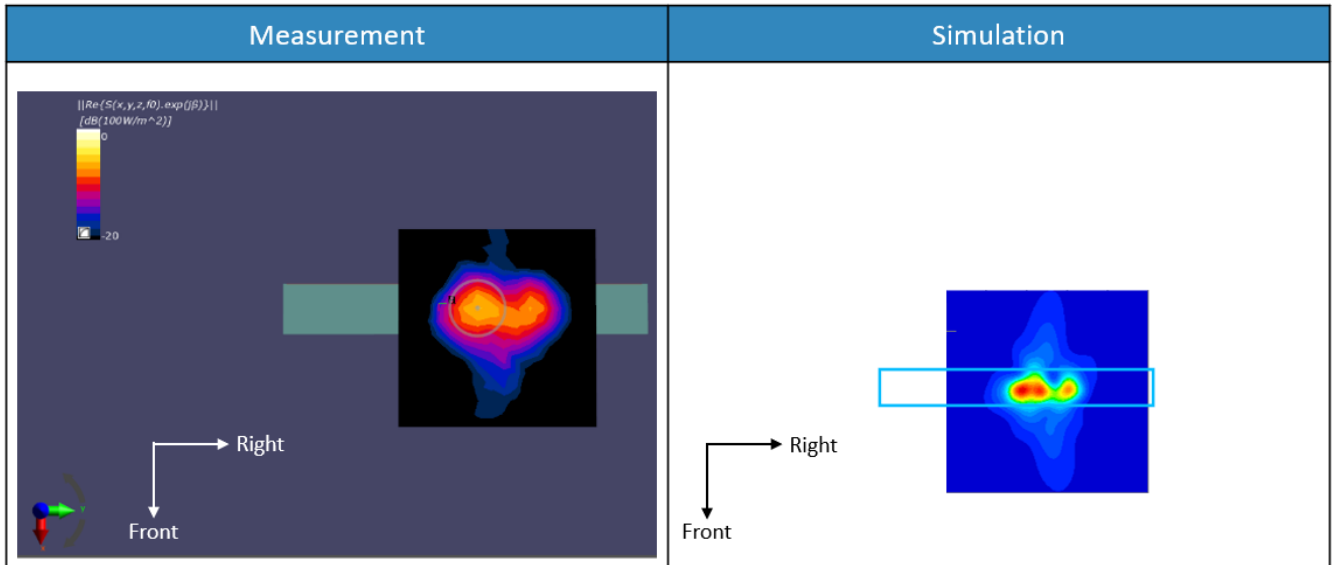 Measurement
Simulation
||Re{S(x,y,z,f0).exp(jβ)}||
[dB(100W/m^2)]
0
-20
Right
Front
Right
Front